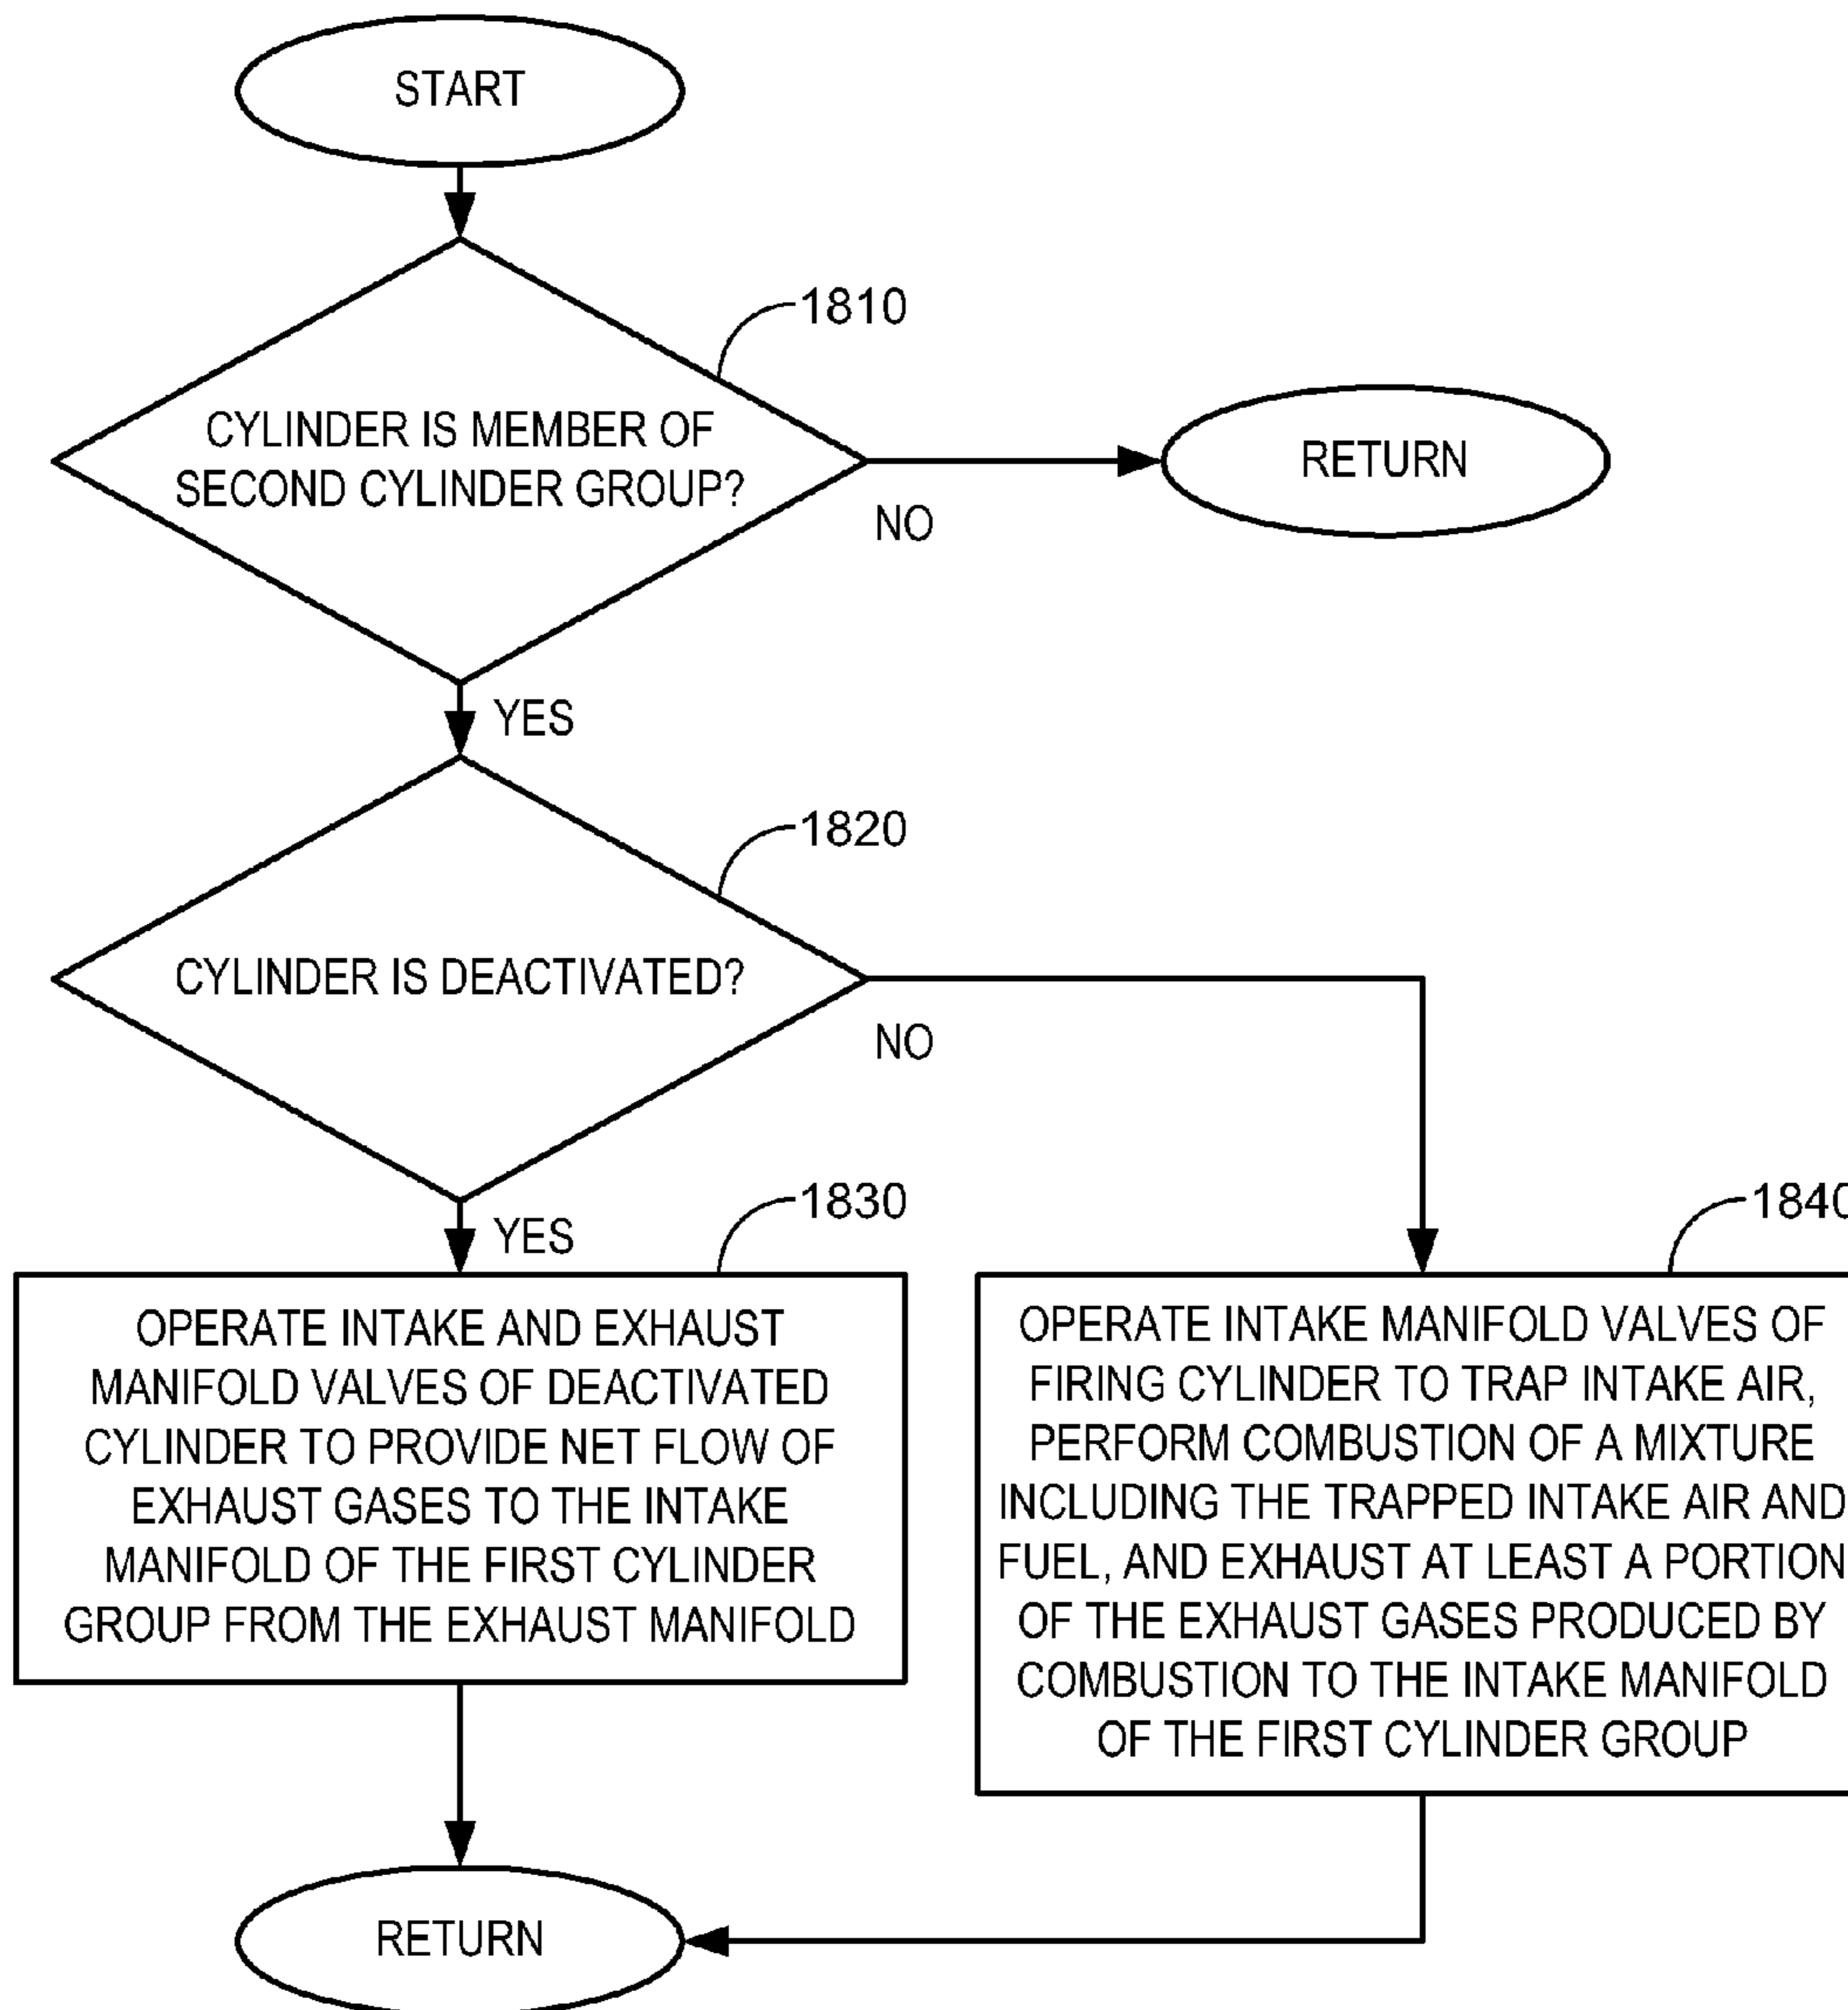 START
1810
CYLINDER IS MEMBER OF
SECOND CYLINDER GROUP?
RETURN
NO
YES
1820
CYLINDER IS DEACTIVATED?
NO
YES
1830
OPERATE INTAKE AND EXHAUST
MANIFOLD VALVES OF DEACTIVATED
CYLINDER TO PROVIDE NET FLOW OF
EXHAUST GASES TO THE INTAKE
MANIFOLD OF THE FIRST CYLINDER
GROUP FROM THE EXHAUST MANIFOLD
1840
OPERATE INTAKE MANIFOLD VALVES OF
FIRING CYLINDER TO TRAP INTAKE AIR,
PERFORM COMBUSTION OF A MIXTURE
INCLUDING THE TRAPPED INTAKE AIR AND
FUEL, AND EXHAUST AT LEAST A PORTION
OF THE EXHAUST GASES PRODUCED BY
COMBUSTION TO THE INTAKE MANIFOLD
OF THE FIRST CYLINDER GROUP
RETURN